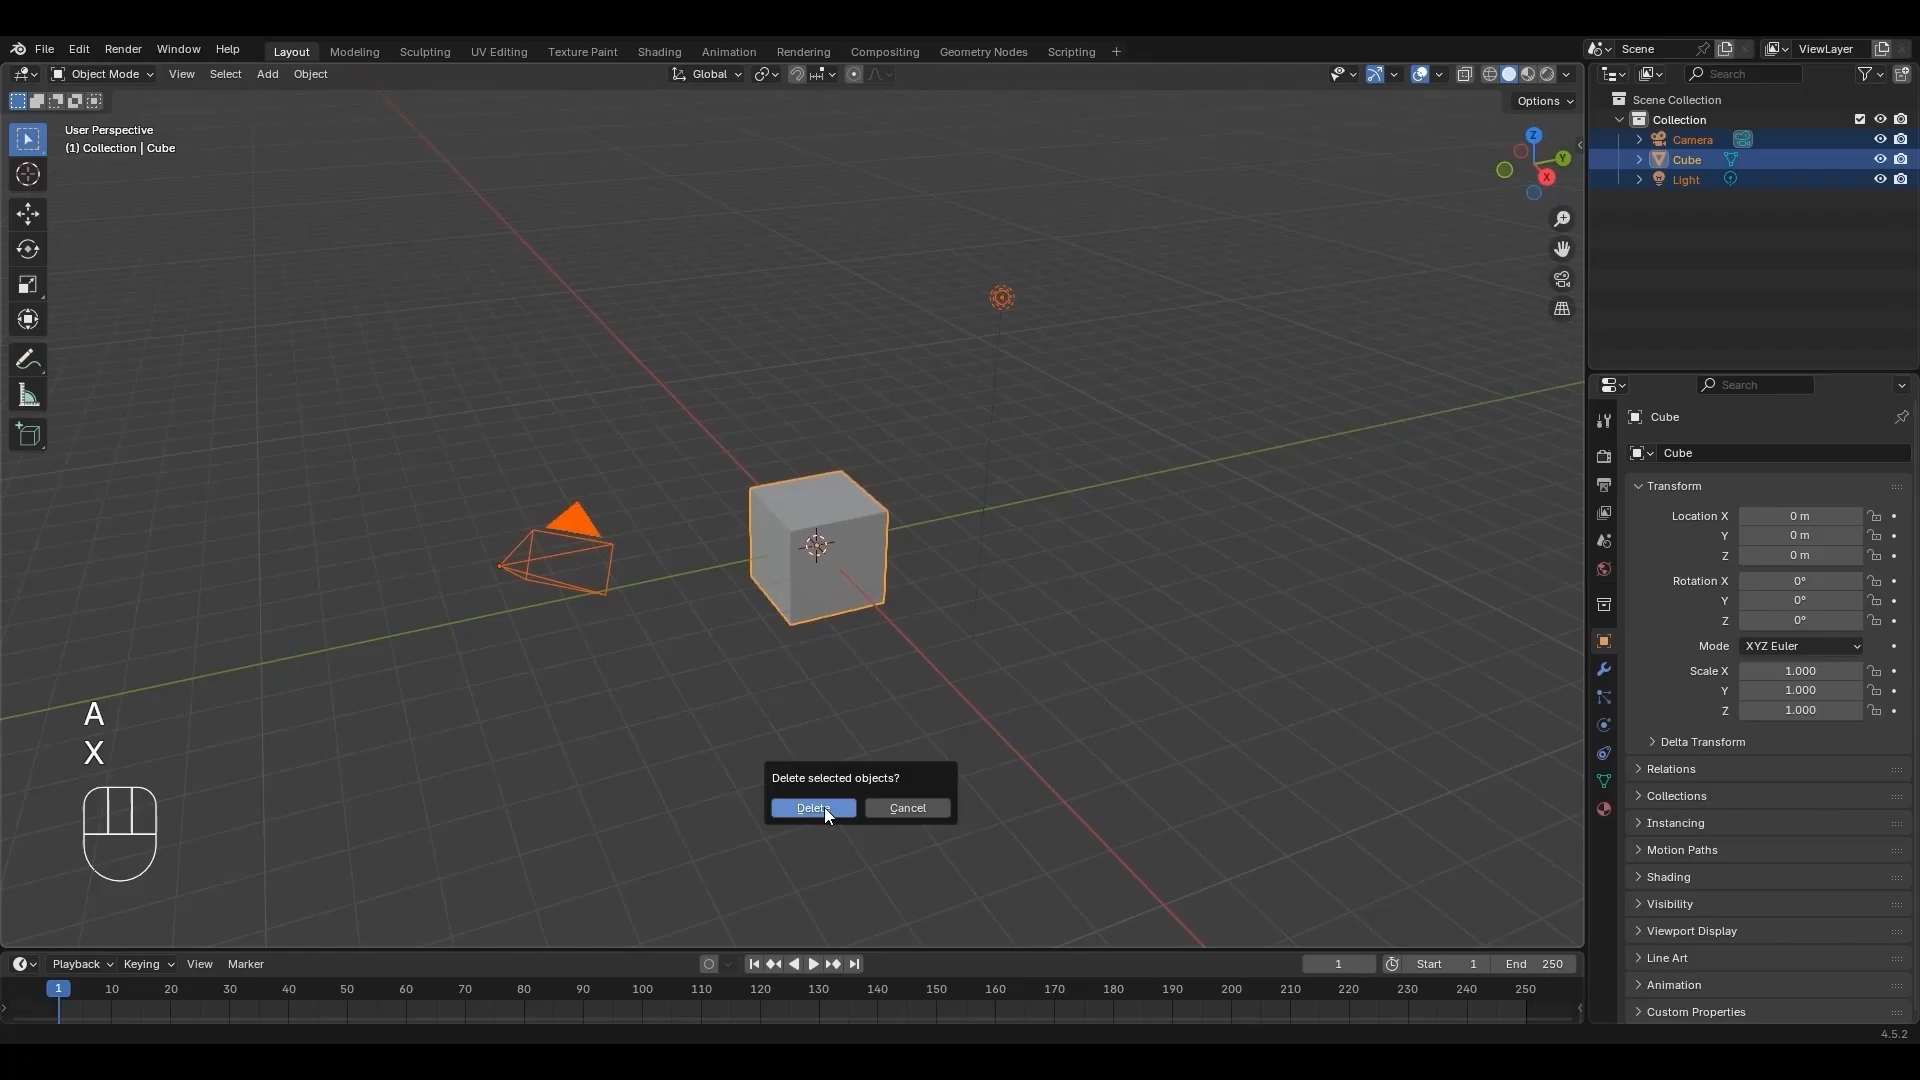 File Edit Render Window Help
Layout Modeling Sculpting UV Editing Texture Paint Shading Animation Rendering Compositing Geometry Nodes Scripting +
Scene
ViewLayer
Object Mode View Select Add Object
Global
Search
Options
User Perspective
(1) Collection | Cube
Z
Y
X
Scene Collection
Collection
Camera
Cube
Light
Search
Cube
Cube
Transform
Location X 0 m
Y 0 m
Z 0 m
Rotation X 0°
Y 0°
Z 0°
Mode XYZ Euler
Scale X 1.000
Y 1.000
Z 1.000
Delta Transform
Relations
Collections
Instancing
Motion Paths
Shading
Visibility
Viewport Display
Line Art
Animation
Custom Properties
A
X
Delete selected objects?
Delete Cancel
Playback Keying View Marker
1 Start 1 End 250
1 10 20 30 40 50 60 70 80 90 100 110 120 130 140 150 160 170 180 190 200 210 220 230 240 250
4.5.2